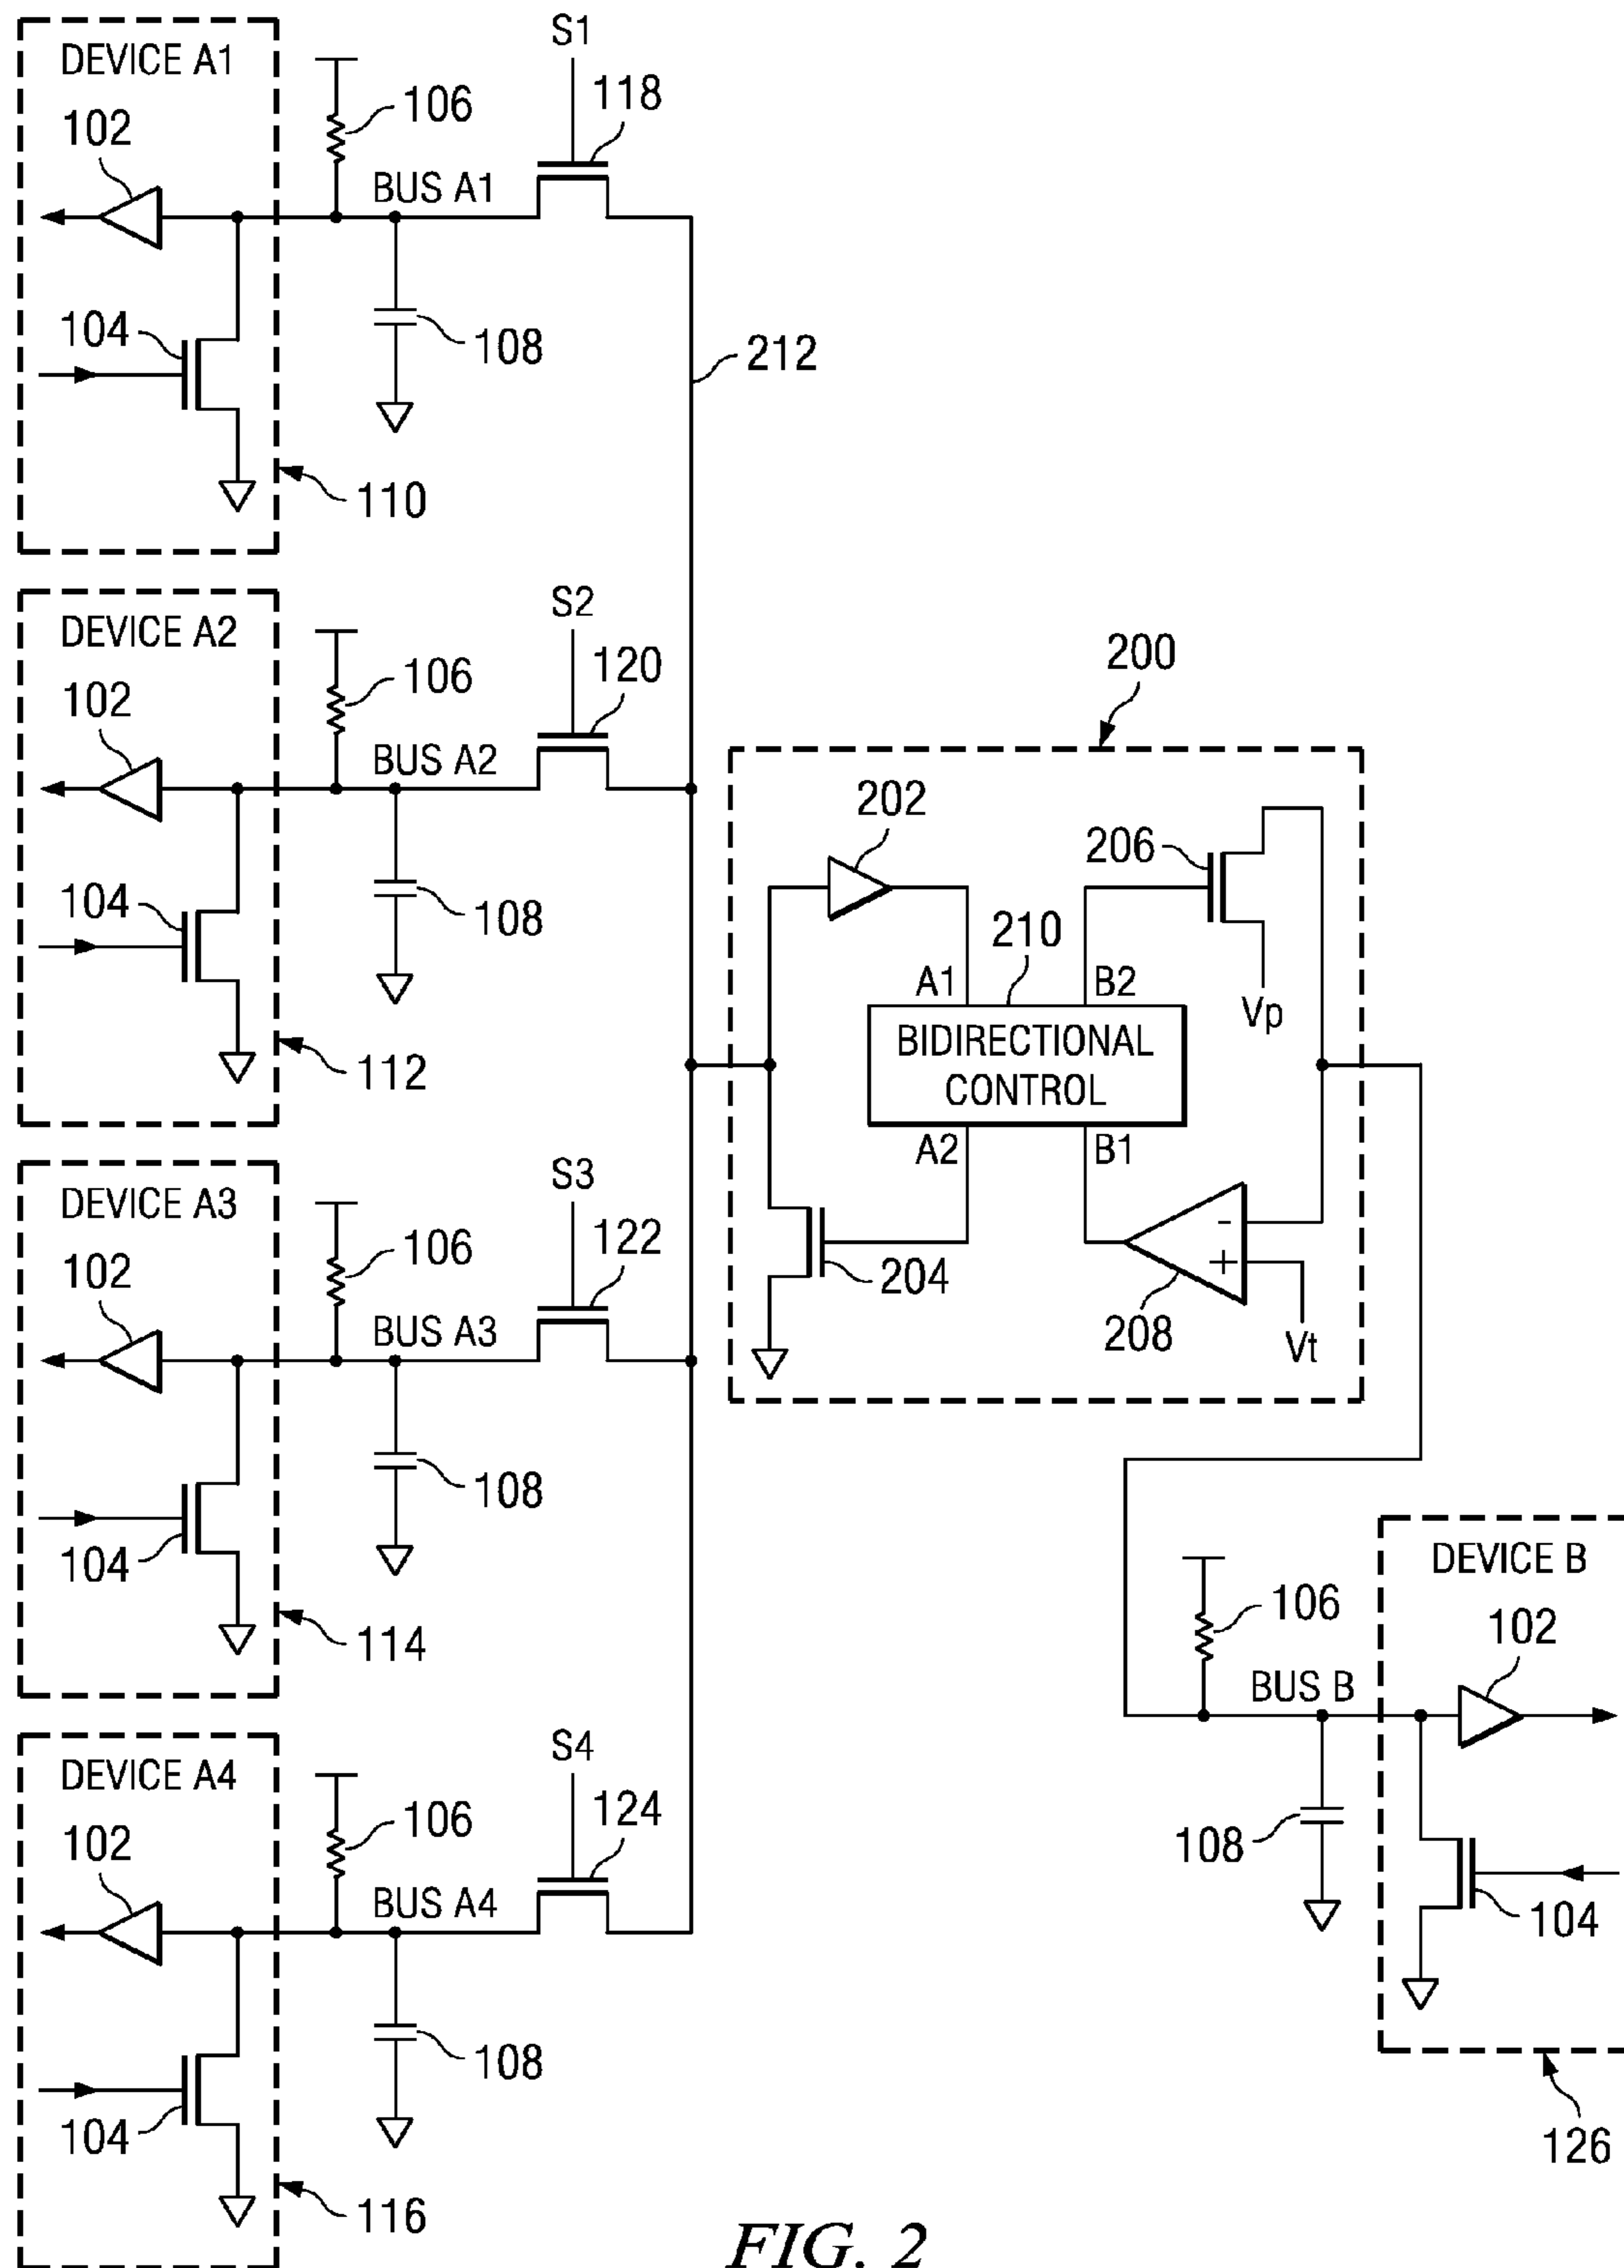 S1
DEVICE A1
118
106
102
BUS A1
104
108
212
110
S2
DEVICE A2
120
106
102
BUS A2
104
108
112
200
202
206
210
A1
B2
Vp
BIDIRECTIONAL
CONTROL
A2
B1
-
+
204
208
Vt
S3
DEVICE A3
122
106
102
BUS A3
108
104
114
S4
DEVICE A4
124
106
102
BUS A4
108
104
116
DEVICE B
106
102
BUS B
108
104
126
FIG. 2